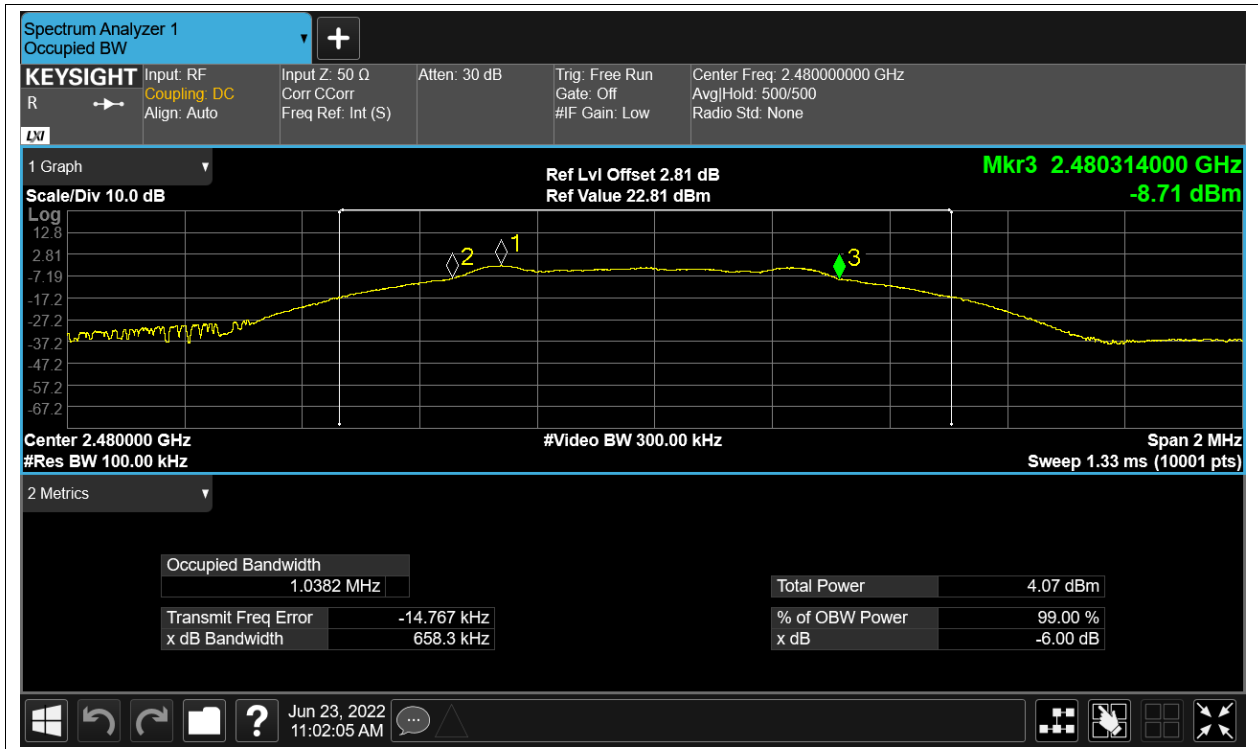 Spectrum Analyzer 1
Occupied BW
KEYSIGHT Input: RF Input Z: 50 Ω Atten: 30 dB Trig: Free Run Center Freq: 2.480000000 GHz
R Coupling: DC Corr CCorr Gate: Off Avg|Hold: 500/500
Align: Auto Freq Ref: Int (S) #IF Gain: Low Radio Std: None
LXI
1 Graph Ref Lvl Offset 2.81 dB Mkr3 2.480314000 GHz
Scale/Div 10.0 dB Ref Value 22.81 dBm -8.71 dBm
Log
12.8
2.81
-7.19
-17.2
-27.2
-37.2
-47.2
-57.2
-67.2
2 1 3
Center 2.480000 GHz #Video BW 300.00 kHz Span 2 MHz
#Res BW 100.00 kHz Sweep 1.33 ms (10001 pts)
2 Metrics
Occupied Bandwidth
1.0382 MHz Total Power 4.07 dBm
Transmit Freq Error -14.767 kHz % of OBW Power 99.00 %
x dB Bandwidth 658.3 kHz x dB -6.00 dB
? Jun 23, 2022
11:02:05 AM